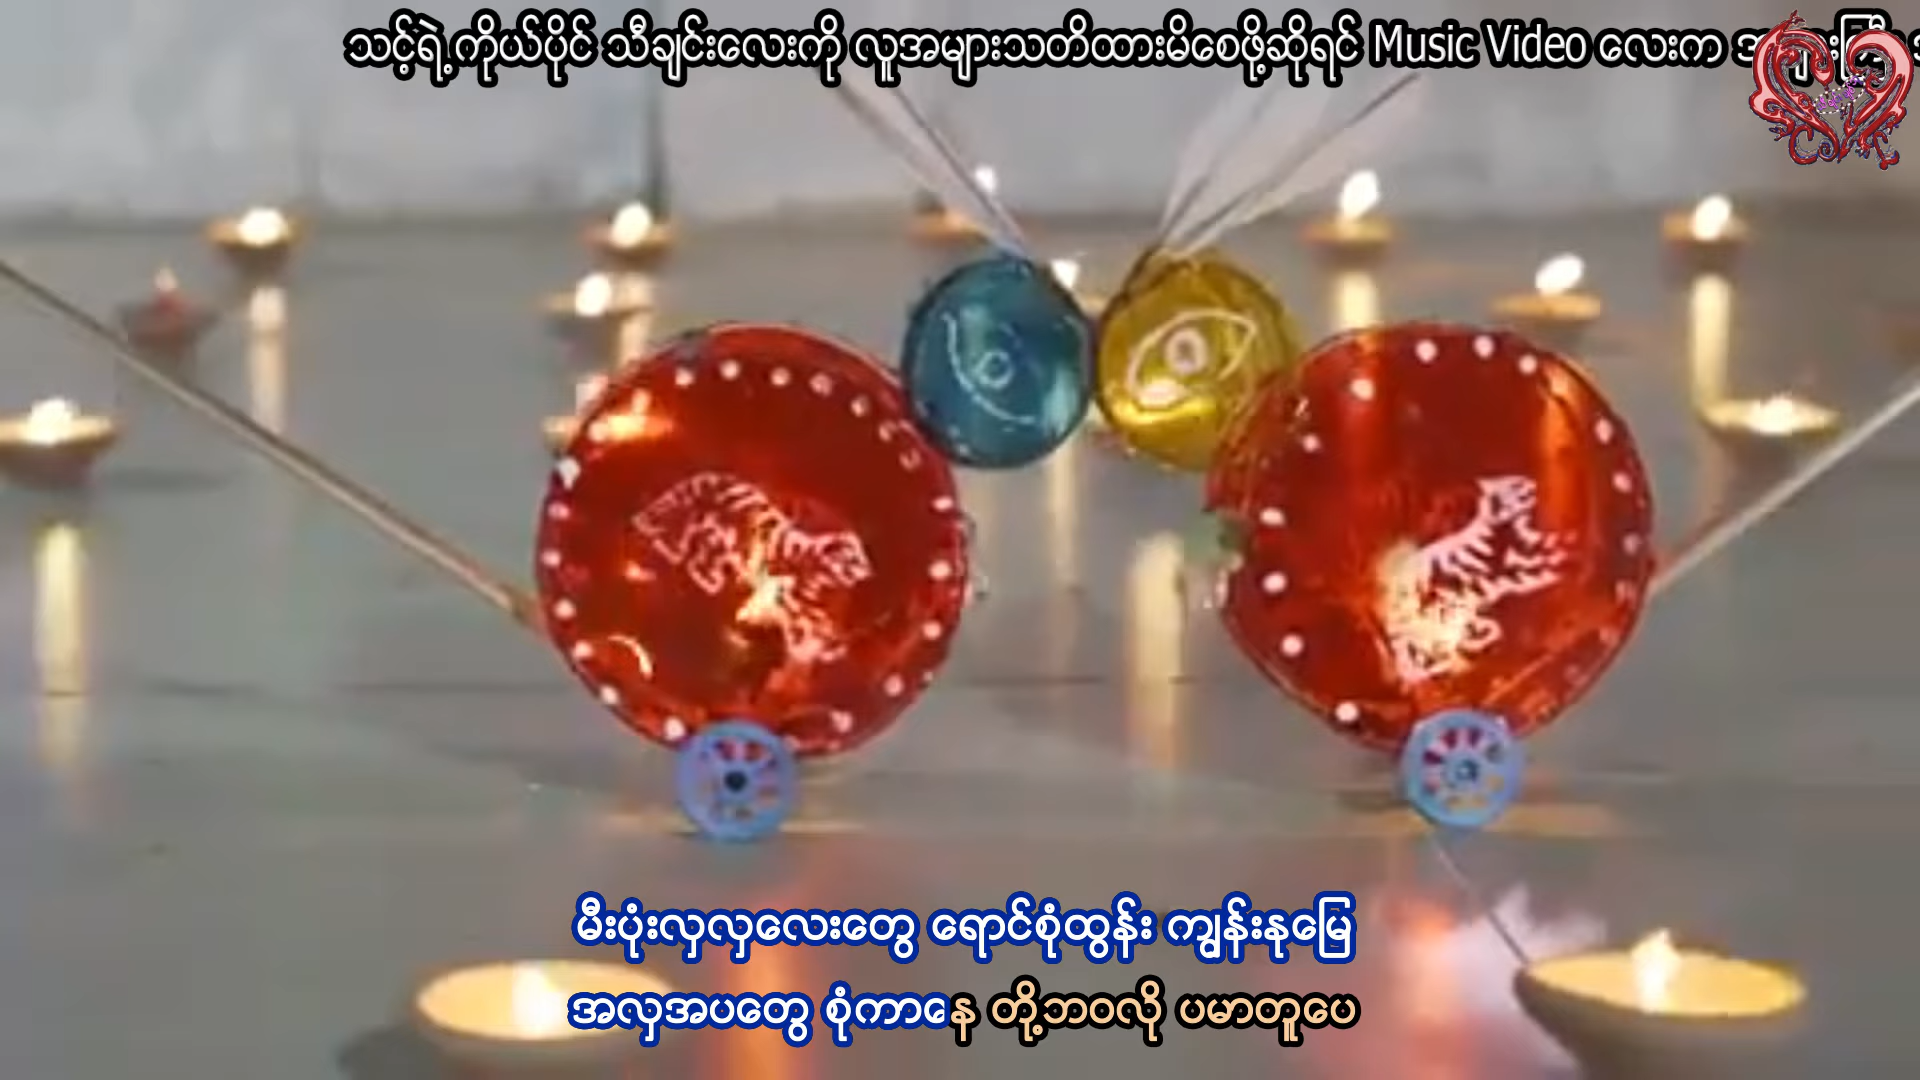 သင့်ရဲ့ကိုယ်ပိုင် သီချင်းလေးကို လူအများသတိထားမိစေဖို့ဆိုရင် Music Video လေးက
မီးပုံးလှလှလေးတွေ ရောင်စုံထွန်း ကျွန်းနုမြေ
အလှအပတွေ စုံကာနေ တို့ဘဝလို ပမာတူပေ